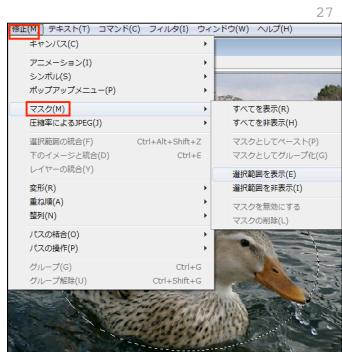 27
修正(M) テキスト(T) コマンド(C) フィルタ(I) ウィンドウ(W) ヘルプ(H)
キャンバス(C)
アニメーション(I)
シンボル(S)
ポップアップメニュー(P)
マスク(M)
圧縮率によるJPEG(J)
選択範囲の統合(F) Ctrl+Alt+Shift+Z
下のイメージと統合(D) Ctrl+E
レイヤーの統合(Y)
変形(R)
重ね順(A)
整列(N)
パスの結合(O)
パスの操作(P)
グループ(G) Ctrl+G
グループ解除(U) Ctrl+Shift+G
すべてを表示(R)
すべてを非表示(H)
マスクとしてペースト(P)
マスクとしてグループ化(G)
選択範囲を表示(E)
選択範囲を非表示(I)
マスクを無効にする
マスクの削除(L)